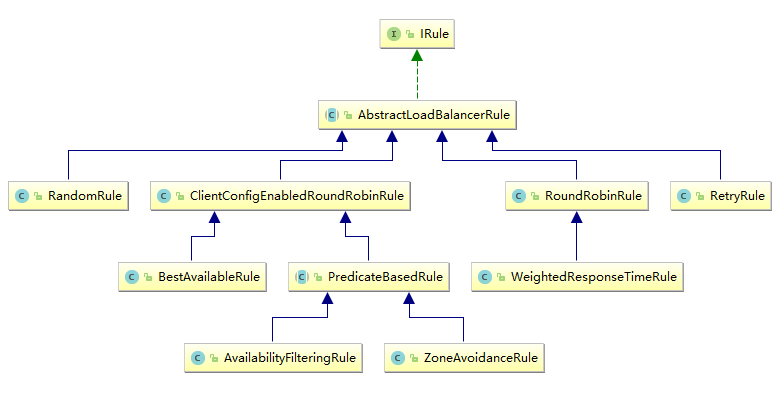 I IRule
C AbstractLoadBalancerRule
C RandomRule
C ClientConfigEnabledRoundRobinRule
C RoundRobinRule
C RetryRule
C BestAvailableRule
C PredicateBasedRule
C WeightedResponseTimeRule
C AvailabilityFilteringRule
C ZoneAvoidanceRule